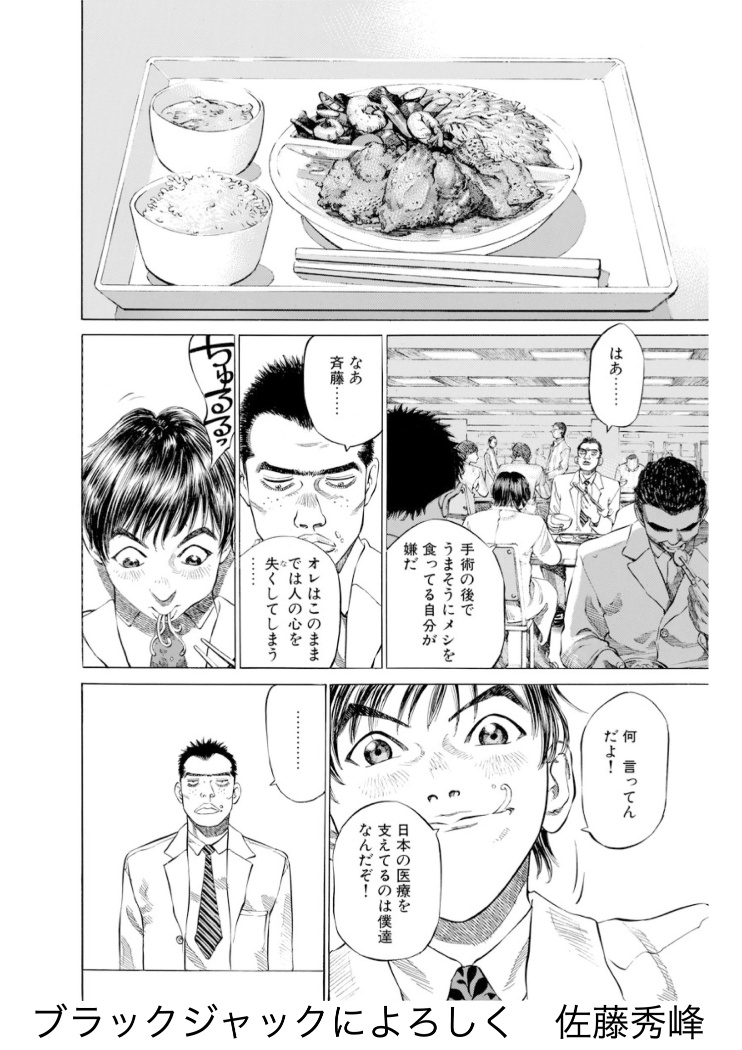 はあ……
手術の後で
うまそうにメシを
食ってる自分が
嫌だ
なあ
斉藤……
オレはこのまま
では人の心を
失くしてしまう
……
な
ちゅるるっ
何 言ってん
だよ！
日本の医療を
支えてるのは僕達
なんだぞ！
…………
ブラックジャックによろしく　佐藤秀峰